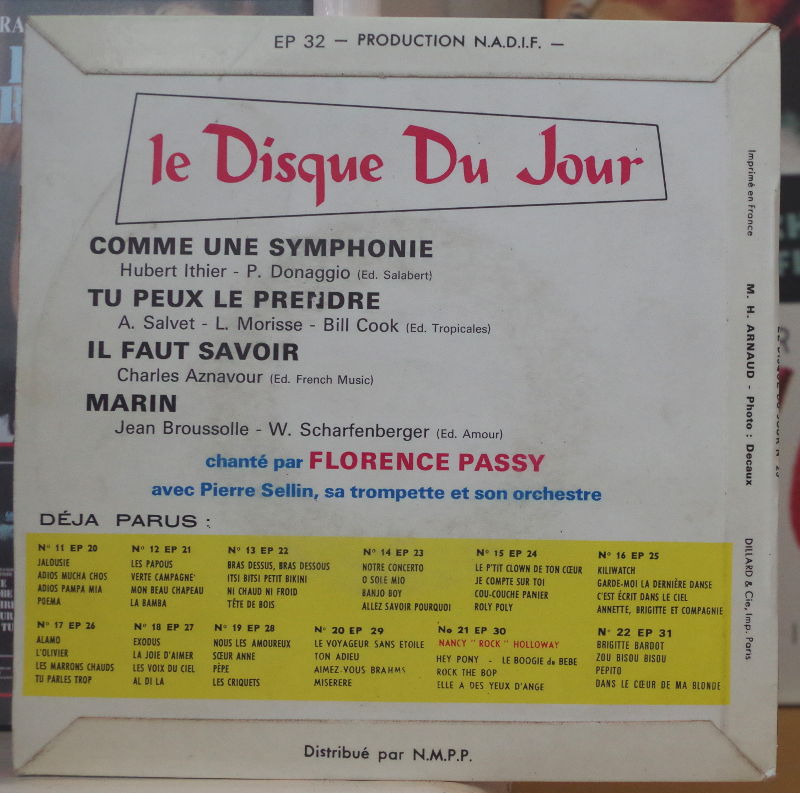 EP 32 — PRODUCTION N.A.D.I.F. —
le Disque Du Jour
COMME UNE SYMPHONIE
Hubert Ithier - P. Donaggio (Ed. Salabert)
TU PEUX LE PRENDRE
A. Salvet - L. Morisse - Bill Cook (Ed. Tropicales)
IL FAUT SAVOIR
Charles Aznavour (Ed. French Music)
MARIN
Jean Broussolle - W. Scharfenberger (Ed. Amour)
chanté par FLORENCE PASSY
avec Pierre Sellin, sa trompette et son orchestre
DÉJA PARUS :
N° 11 EP 20
JALOUSIE
ADIOS MUCHA CHOS
ADIOS PAMPA MIA
POEMA
N° 12 EP 21
LES PAPOUS
VERTE CAMPAGNE'
MON BEAU CHAPEAU
LA BAMBA
N° 13 EP 22
BRAS DESSUS, BRAS DESSOUS
ITSI BITSI PETIT BIKINI
NI CHAUD NI FROID
TÊTE DE BOIS
N° 14 EP 23
NOTRE CONCERTO
O SOLE MIO
BANJO BOY
ALLEZ SAVOIR POURQUOI
N° 15 EP 24
LE P'TIT CLOWN DE TON CŒUR
JE COMPTE SUR TOI
COU-COUCHE PANIER
ROLY POLY
N° 16 EP 25
KILIWATCH
GARDE-MOI LA DERNIÈRE DANSE
C'EST ÉCRIT DANS LE CIEL
ANNETTE, BRIGITTE ET COMPAGNIE
N° 17 EP 26
ALAMO
L'OLIVIER
LES MARRONS CHAUDS
TU PARLES TROP
N° 18 EP 27
EXODUS
LA JOIE D'AIMER
LES VOIX DU CIEL
AL DI LA
N° 19 EP 28
NOUS LES AMOUREUX
SŒUR ANNE
PÉPÉ
LES CRIQUETS
N° 20 EP 29
LE VOYAGEUR SANS ETOILE
TON ADIEU
AIMEZ-VOUS BRAHMS
MISERERE
No 21 EP 30
NANCY "ROCK" HOLLOWAY
HEY PONY - LE BOOGIE du BEBE
ROCK THE BOP
ELLE A DES YEUX D'ANGE
N° 22 EP 31
BRIGITTE BARDOT
ZOU BISOU BISOU
PEPITO
DANS LE CŒUR DE MA BLONDE
Distribué par N.M.P.P.
Imprimé en France
M. H. ARNAUD - Photo : Decaux
DILLARD & Cie, Imp. Paris